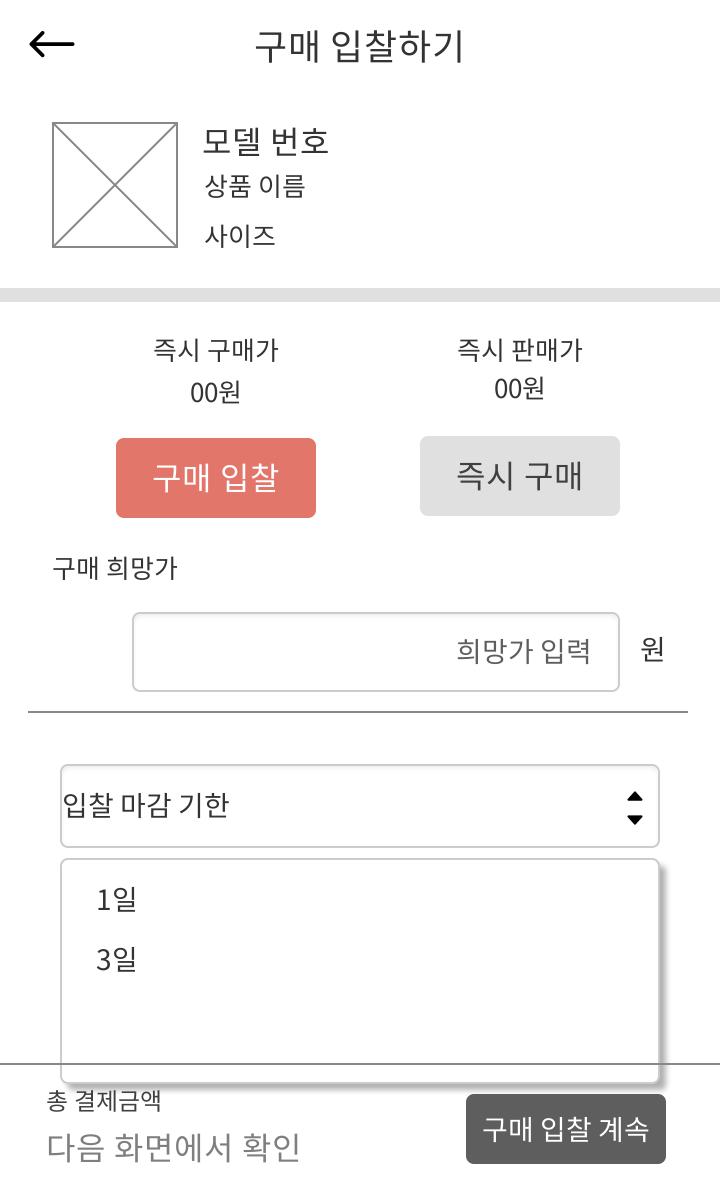 구매 입찰하기
모델 번호
상품 이름
사이즈
즉시 구매가
즉시 판매가
00원
00원
구매 입찰
즉시 구매
구매 희망가
희망가 입력
원
입찰 마감 기한
1일
3일
총 결제금액
다음 화면에서 확인
구매 입찰 계속